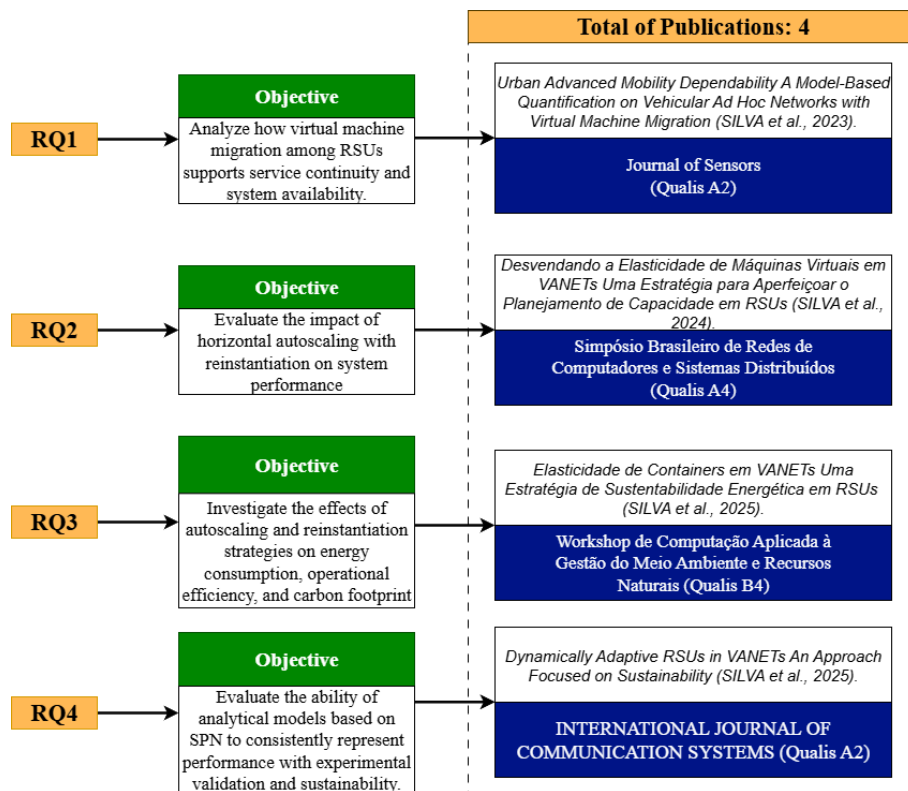 Total of Publications: 4
RQ1
Objective
Analyze how virtual machine
migration among RSUs
supports service continuity and
system availability.
Urban Advanced Mobility Dependability A Model-Based
Quantification on Vehicular Ad Hoc Networks with
Virtual Machine Migration (SILVA et al., 2023).
Journal of Sensors
(Qualis A2)
RQ2
Objective
Evaluate the impact of
horizontal autoscaling with
reinstantiation on system
performance
Desvendando a Elasticidade de Máquinas Virtuais em
VANETs Uma Estratégia para Aperfeiçoar o
Planejamento de Capacidade em RSUs (SILVA et al.,
2024).
Simpósio Brasileiro de Redes de
Computadores e Sistemas Distribuídos
(Qualis A4)
RQ3
Objective
Investigate the effects of
autoscaling and reinstantiation
strategies on energy
consumption, operational
efficiency, and carbon footprint
Elasticidade de Containers em VANETs Uma
Estratégia de Sustentabilidade Energética em RSUs
(SILVA et al., 2025).
Workshop de Computação Aplicada à
Gestão do Meio Ambiente e Recursos
Naturais (Qualis B4)
RQ4
Objective
Evaluate the ability of
analytical models based on
SPN to consistently represent
performance with experimental
validation and sustainability.
Dynamically Adaptive RSUs in VANETs An Approach
Focused on Sustainability (SILVA et al., 2025).
INTERNATIONAL JOURNAL OF
COMMUNICATION SYSTEMS (Qualis A2)